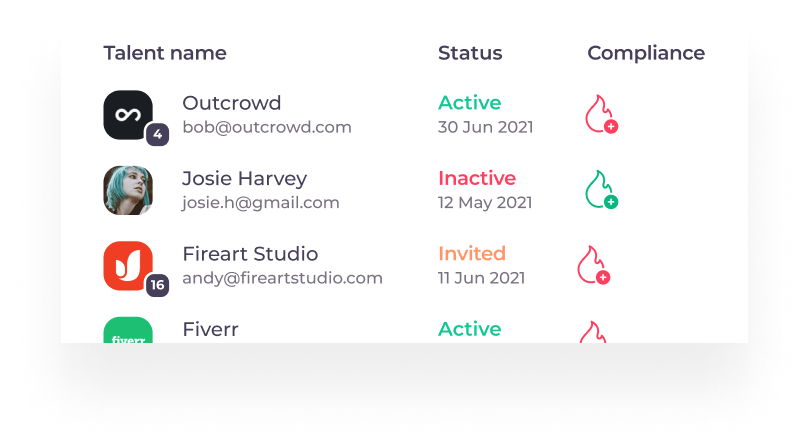 Talent name Status Compliance
Outcrowd Active
4 bob@outcrowd.com 30 Jun 2021
Josie Harvey Inactive
josie.h@gmail.com 12 May 2021
Fireart Studio Invited
16 andy@fireartstudio.com 11 Jun 2021
Fiverr Active
fiverr